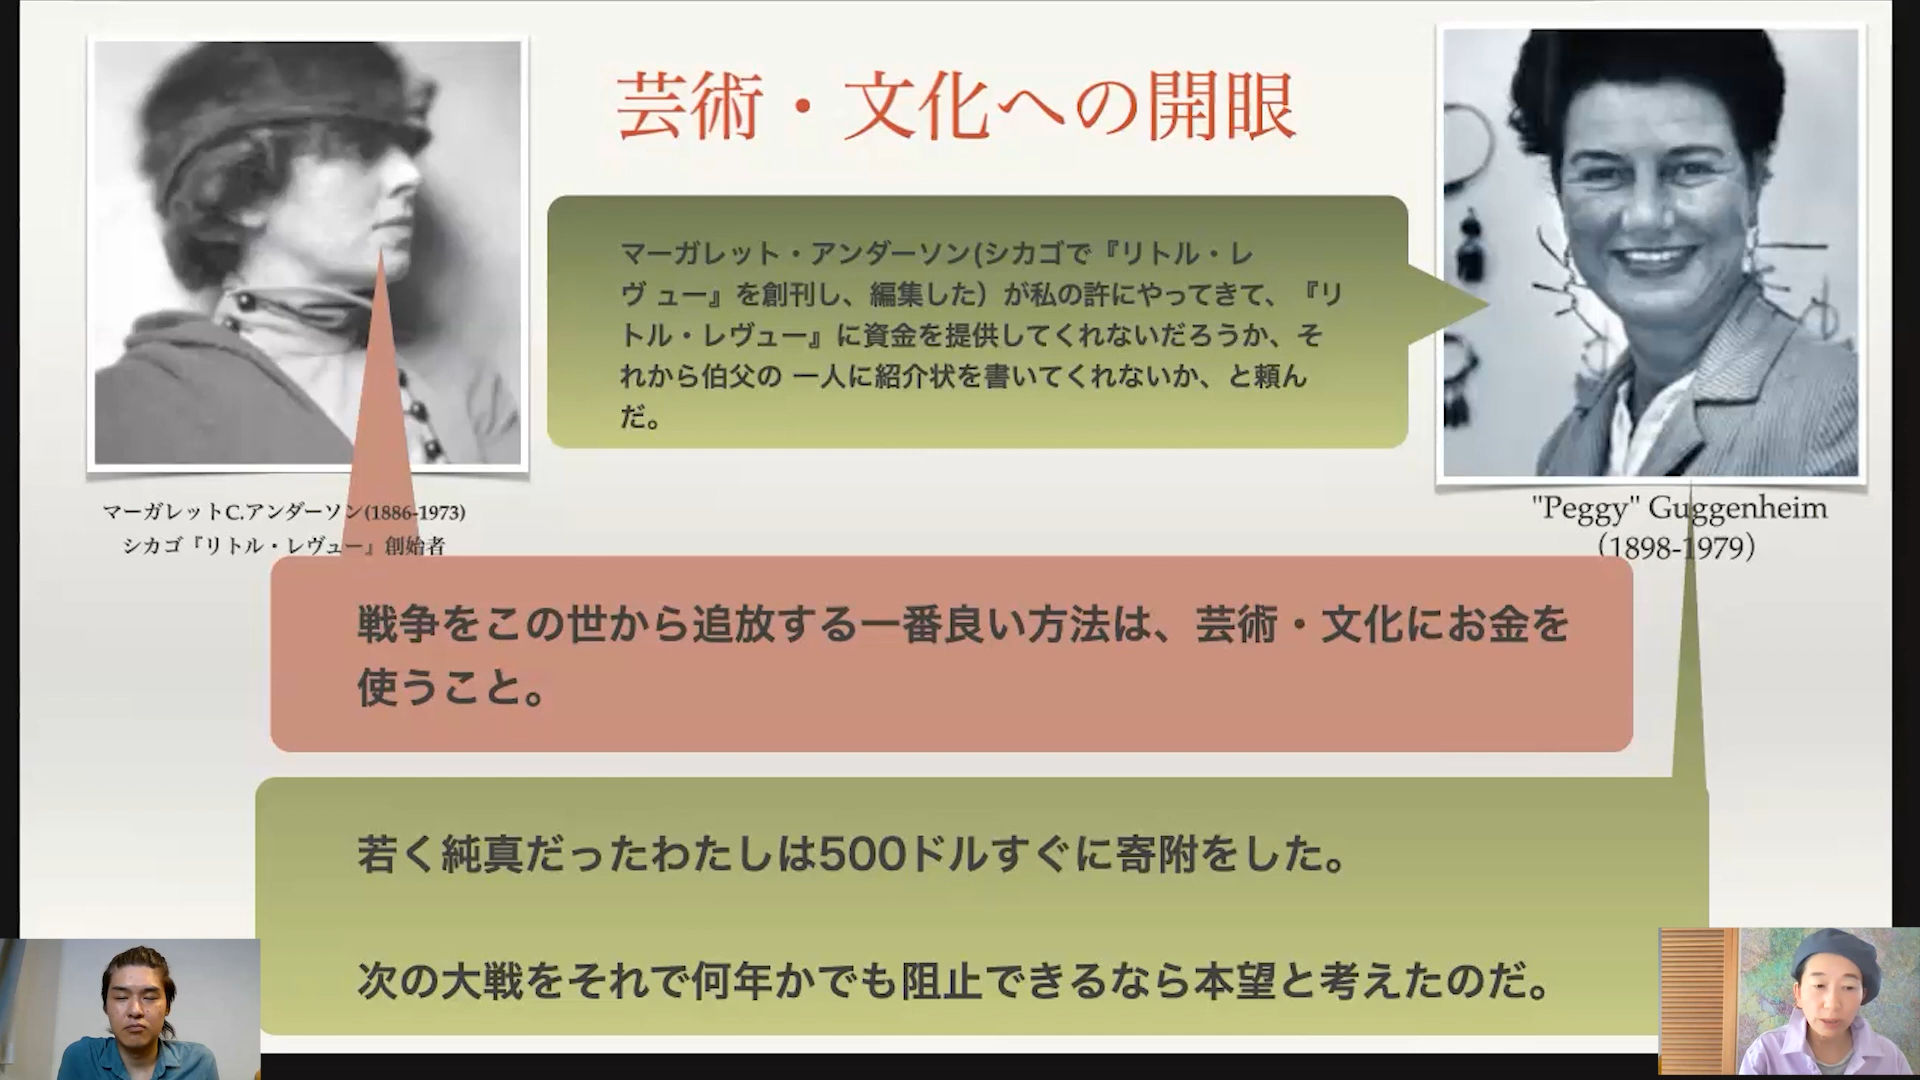 芸術・文化への開眼
マーガレット・アンダーソン(シカゴで『リトル・レ
ヴ ュー』を創刊し、編集した）が私の許にやってきて、『リ
トル・レヴュー』に資金を提供してくれないだろうか、そ
れから伯父の 一人に紹介状を書いてくれないか、と頼ん
だ。
マーガレットC.アンダーソン(1886-1973)
シカゴ『リトル・レヴュー』創始者
"Peggy" Guggenheim
（1898-1979）
戦争をこの世から追放する一番良い方法は、芸術・文化にお金を
使うこと。
若く純真だったわたしは500ドルすぐに寄附をした。
次の大戦をそれで何年かでも阻止できるなら本望と考えたのだ。